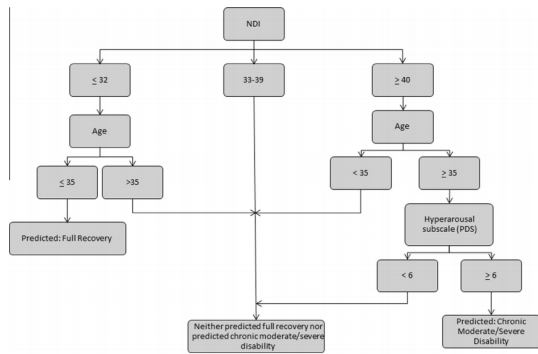 NDI
≤ 32
33-39
≥ 40
Age
Age
≤ 35
>35
< 35
≥ 35
Hyperarousal
subscale (PDS)
Predicted: Full Recovery
< 6
≥ 6
Neither predicted full recovery nor
predicted chronic moderate/severe
disability
Predicted: Chronic
Moderate/Severe
Disability